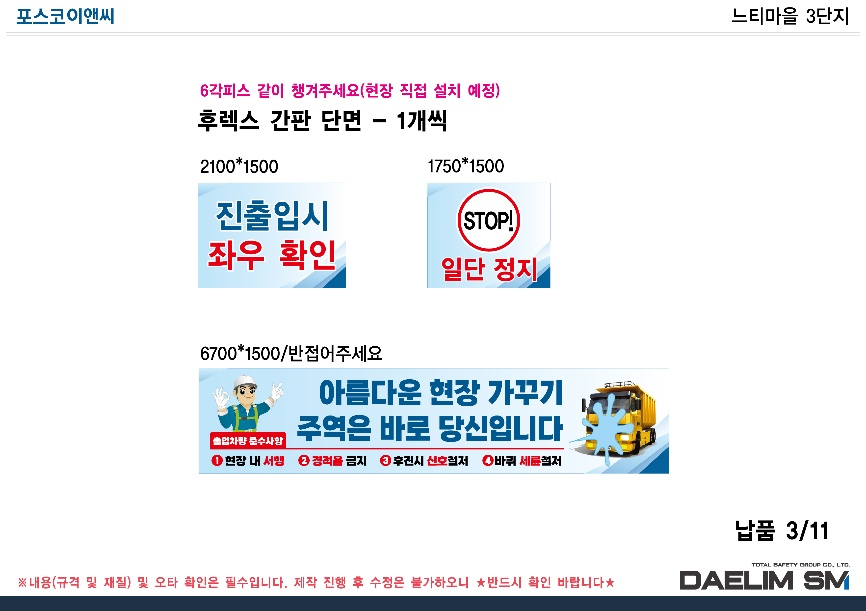 포스코이앤씨
느티마을 3단지
6각피스 같이 챙겨주세요(현장 직접 설치 예정)
후렉스 간판 단면 - 1개씩
2100*1500
1750*1500
진출입시
좌우 확인
STOP!
일단 정지
6700*1500/반접어주세요
아름다운 현장 가꾸기
주역은 바로 당신입니다
출입차량 준수사항
❶ 현장 내 서행 ❷ 경적울 금지 ❸ 후진시 신호철저 ❹ 바퀴 세륜철저
납품 3/11
※내용(규격 및 재질) 및 오타 확인은 필수입니다. 제작 진행 후 수정은 불가하오니 ★반드시 확인 바랍니다★
TOTAL SAFETY GROUP CO., LTD.
DAELIM SM